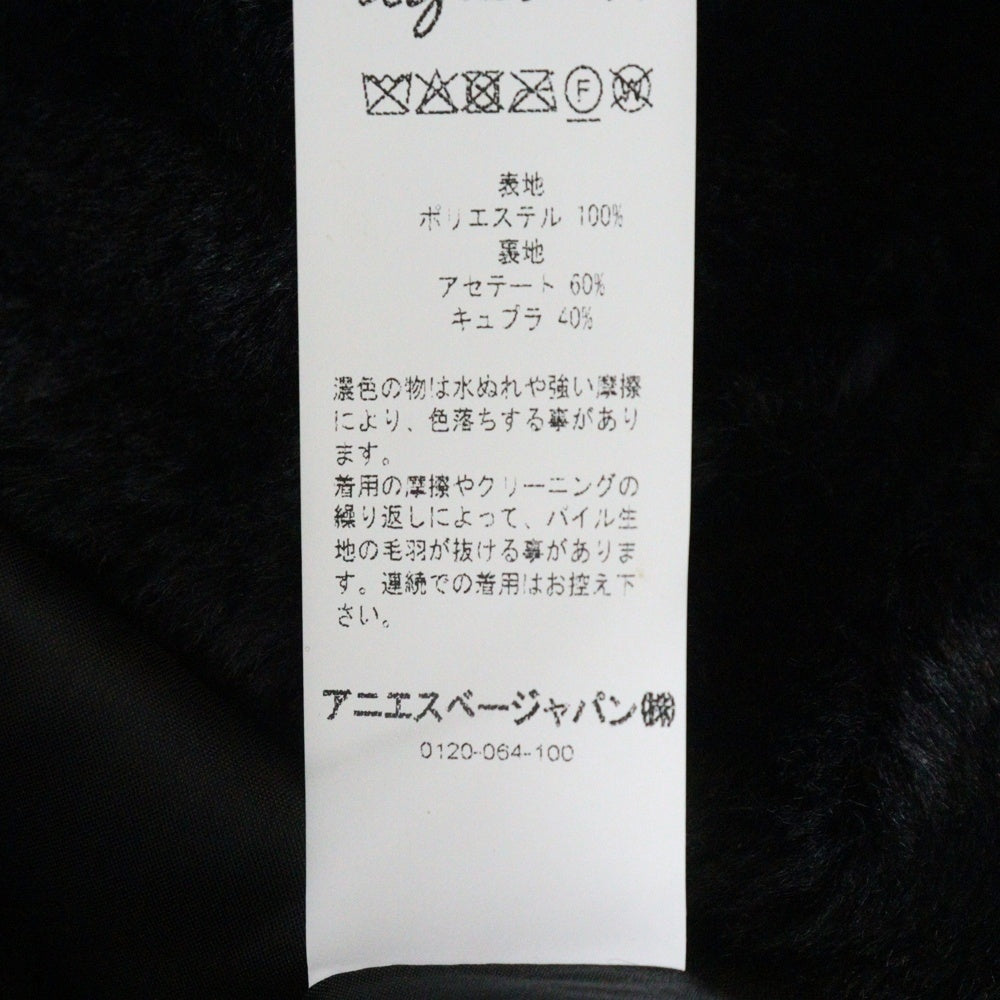 F
W
表地
ポリエステル 100%
裏地
アセテート 60%
キュプラ 40%
濃色の物は水ぬれや強い摩擦
により、色落ちする事があり
ます。
着用の摩擦やクリーニングの
繰り返しによって、パイル生
地の毛羽が抜ける事がありま
す。連続での着用はお控え下
さい。
アニエスベージャパン㈱
0120-064-100